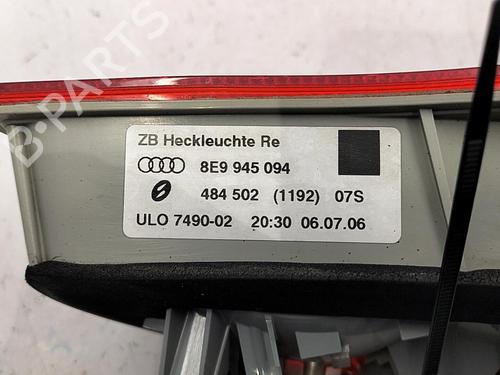 B-PARTS
ZB Heckleuchte Re
8E9 945 094
484 502 (1192) 07S
ULO 7490-02 20:30 06.07.06